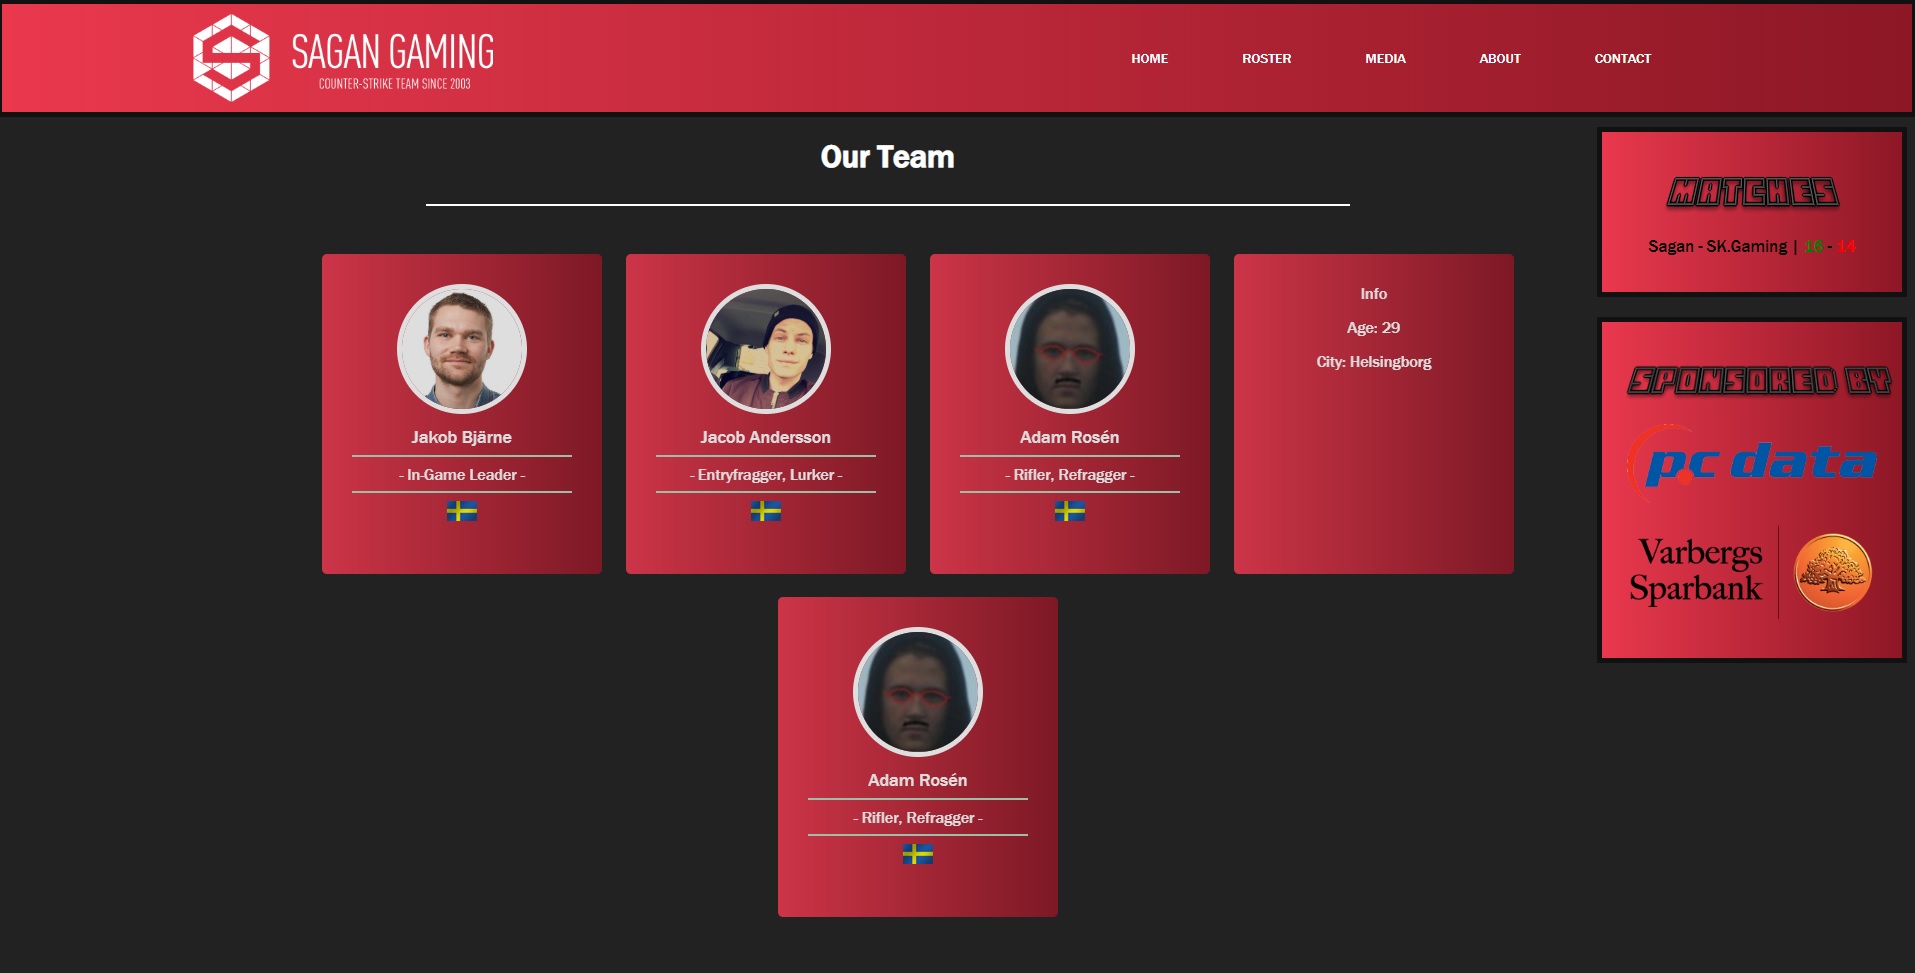 SAGAN GAMING
COUNTER-STRIKE TEAM SINCE 2003
HOME ROSTER MEDIA ABOUT CONTACT
Our Team
Jakob Bjärne
- In-Game Leader -
Jacob Andersson
- Entryfragger, Lurker -
Adam Rosén
- Rifler, Refragger -
Info
Age: 29
City: Helsingborg
Adam Rosén
- Rifler, Refragger -
MATCHES
Sagan - SK.Gaming | 16 - 14
SPONSORED BY
pc data
Varbergs
Sparbank